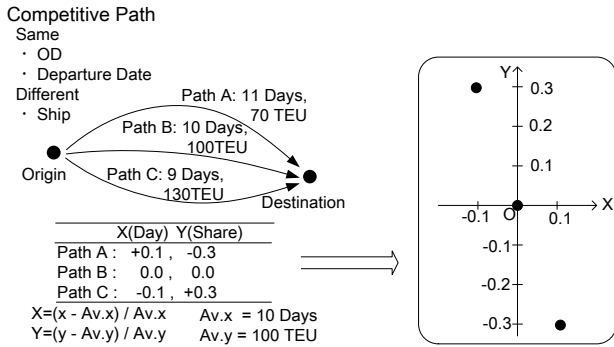 Competitive Path
Same
・ OD
・ Departure Date
Different
・ Ship
Path A: 11 Days,
70 TEU
Path B: 10 Days,
100TEU
Path C: 9 Days,
130TEU
Origin
Destination
X(Day) Y(Share)
Path A : +0.1 , -0.3
Path B : 0.0 , 0.0
Path C : -0.1 , +0.3
X=(x - Av.x) / Av.x Av.x = 10 Days
Y=(y - Av.y) / Av.y Av.y = 100 TEU
Y
0.3
0.2
0.1
-0.1 O 0.1 X
-0.1
-0.2
-0.3